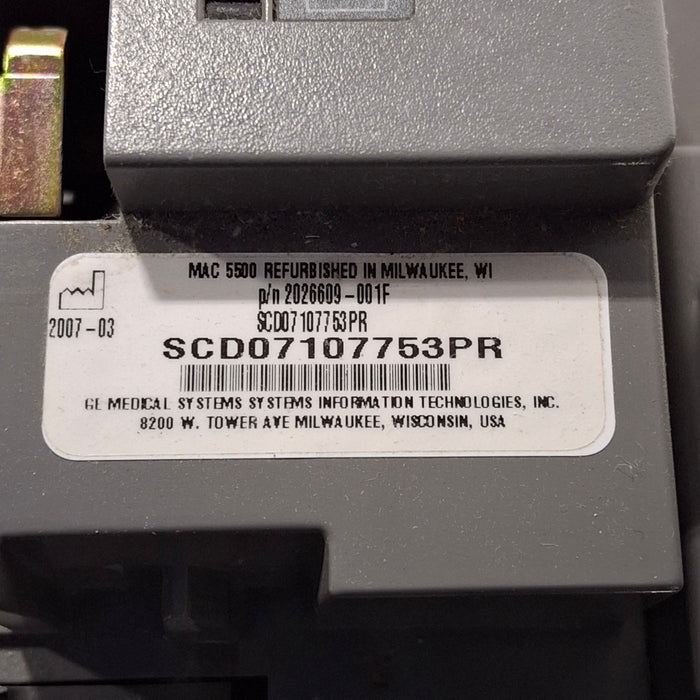 MAC 5500 REFURBISHED IN MILWAUKEE, WI
p/n 2026609-001F
SCD07107753PR
2007-03
SCD07107753PR
GE MEDICAL SYSTEMS SYSTEMS INFORMATION TECHNOLOGIES, INC.
8200 W. TOWER AVE MILWAUKEE, WISCONSIN, USA